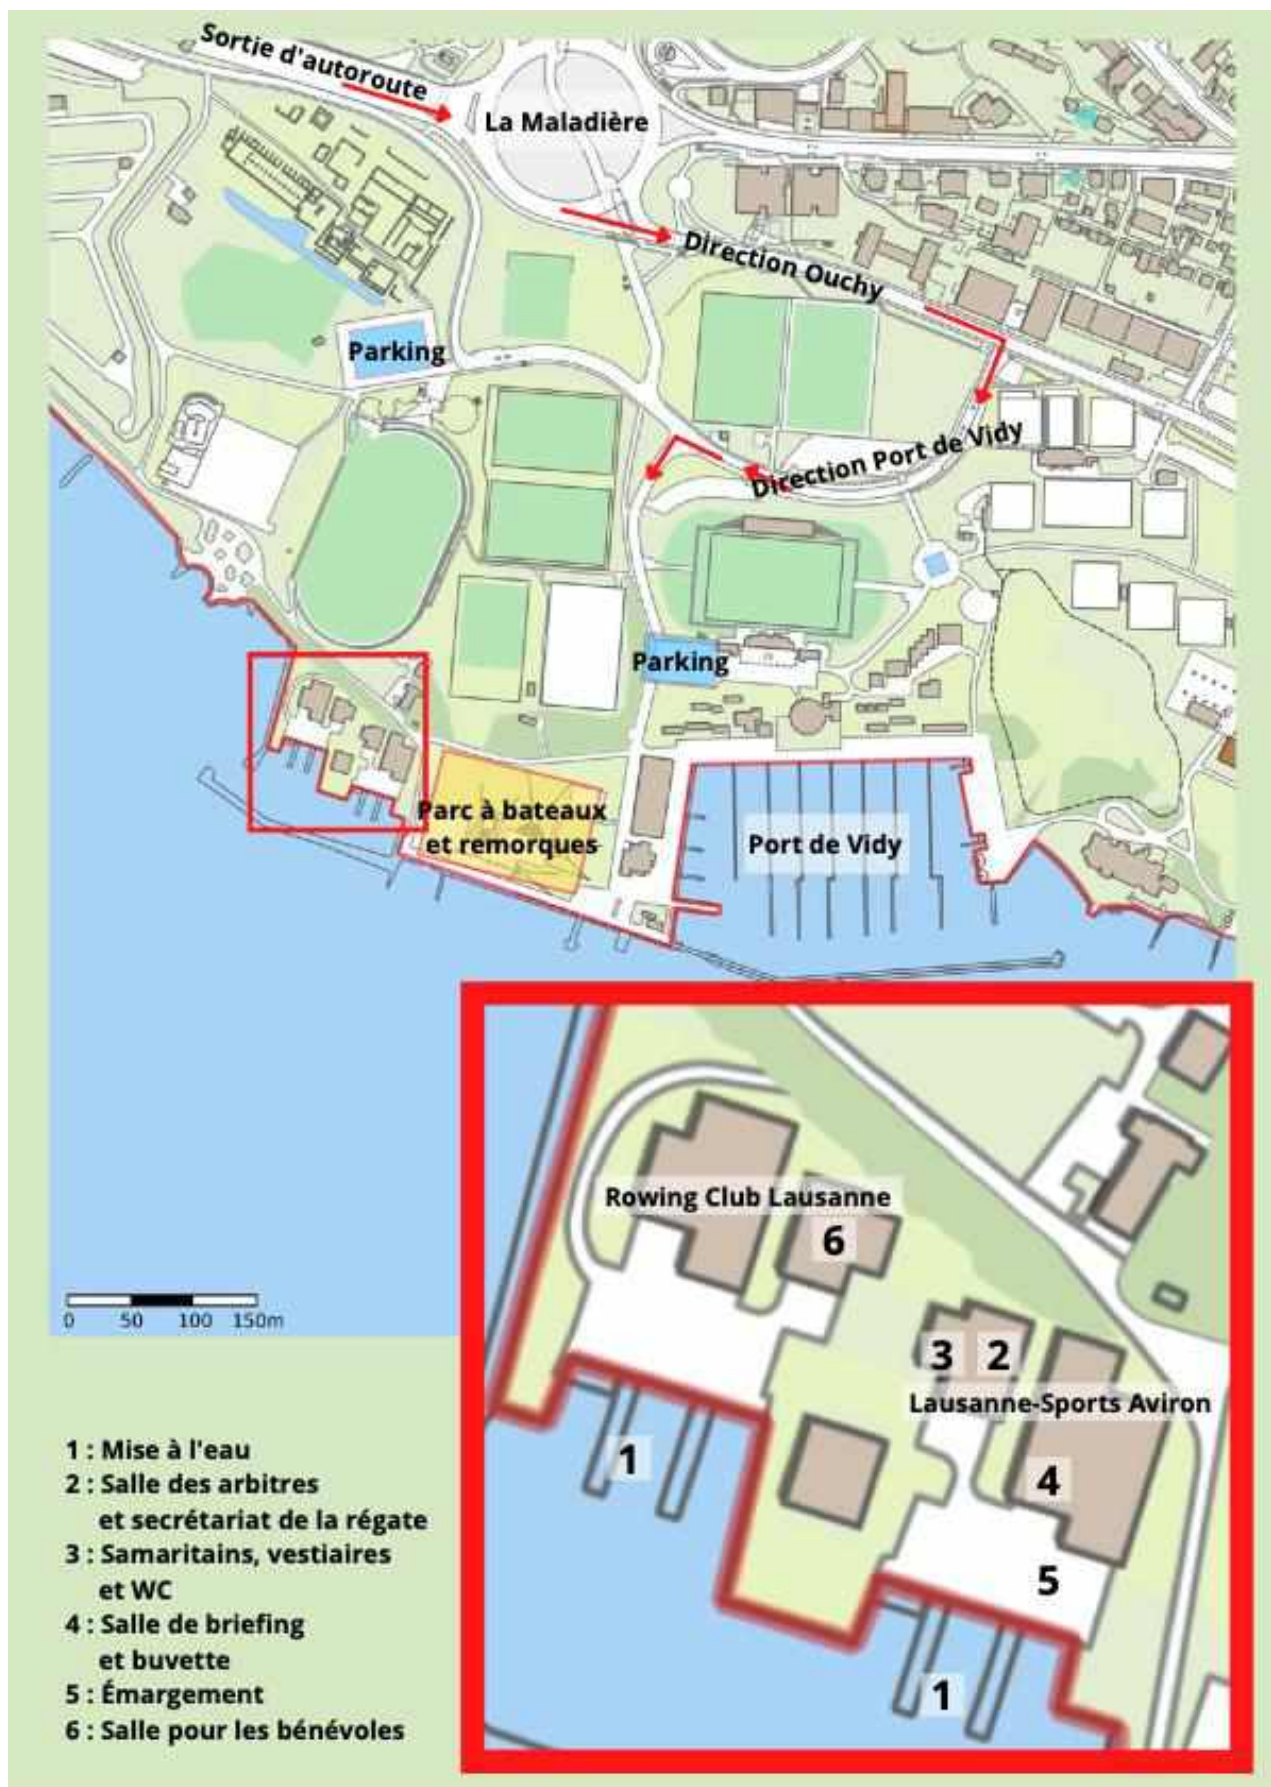 Sortie d'autoroute
La Maladière
Direction Ouchy
Parking
Direction Port de Vidy
Parking
Parc à bateaux
et remorques
Port de Vidy
Rowing Club Lausanne
6
3 2
Lausanne-Sports Aviron
1
4
5
1
0 50 100 150m
1 : Mise à l'eau
2 : Salle des arbitres
et secrétariat de la régate
3 : Samaritains, vestiaires
et WC
4 : Salle de briefing
et buvette
5 : Émargement
6 : Salle pour les bénévoles